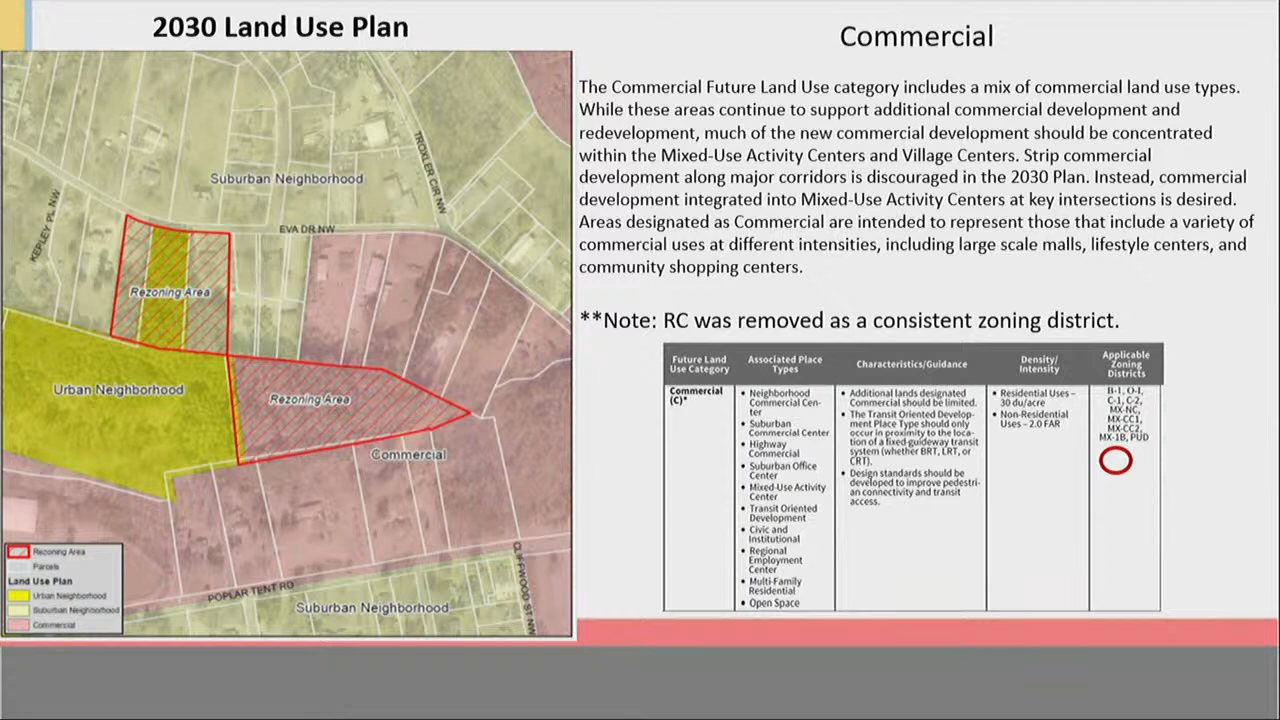 2030 Land Use Plan
Suburban Neighborhood
TROXLER CIR NW
KEPLEY PL NW
EVA DR NW
Rezoning Area
Urban Neighborhood
Rezoning Area
Commercial
POPLAR TENT RD
Suburban Neighborhood
CLIFFWOOD ST NW
Rezoning Area
Parcels
Land Use Plan
Urban Neighborhood
Suburban Neighborhood
Commercial
Commercial
The Commercial Future Land Use category includes a mix of commercial land use types.
While these areas continue to support additional commercial development and
redevelopment, much of the new commercial development should be concentrated
within the Mixed-Use Activity Centers and Village Centers. Strip commercial
development along major corridors is discouraged in the 2030 Plan. Instead, commercial
development integrated into Mixed-Use Activity Centers at key intersections is desired.
Areas designated as Commercial are intended to represent those that include a variety of
commercial uses at different intensities, including large scale malls, lifestyle centers, and
community shopping centers.
**Note: RC was removed as a consistent zoning district.
Future Land
Use Category
Associated Place
Types
Characteristics/Guidance
Density/
Intensity
Applicable
Zoning
Districts
Commercial
(C)*
• Neighborhood
Commercial Cen-
ter
• Suburban
Commercial Center
• Highway
Commercial
• Suburban Office
Center
• Mixed-Use Activity
Center
• Transit Oriented
Development
• Civic and
Institutional
• Regional
Employment
Center
• Multi-Family
Residential
• Open Space
• Additional lands designated
Commercial should be limited.
• The Transit Oriented Develop-
ment Place Type should only
occur in proximity to the loca-
tion of a fixed-guideway transit
system (whether BRT, LRT, or
CRT).
• Design standards should be
developed to improve pedestri-
an connectivity and transit
access.
• Residential Uses –
30 du/acre
• Non-Residential
Uses – 2.0 FAR
B-1, O-I,
C-1, C-2,
MX-NC,
MX-CC1,
MX-CC2,
MX-1B, PUD